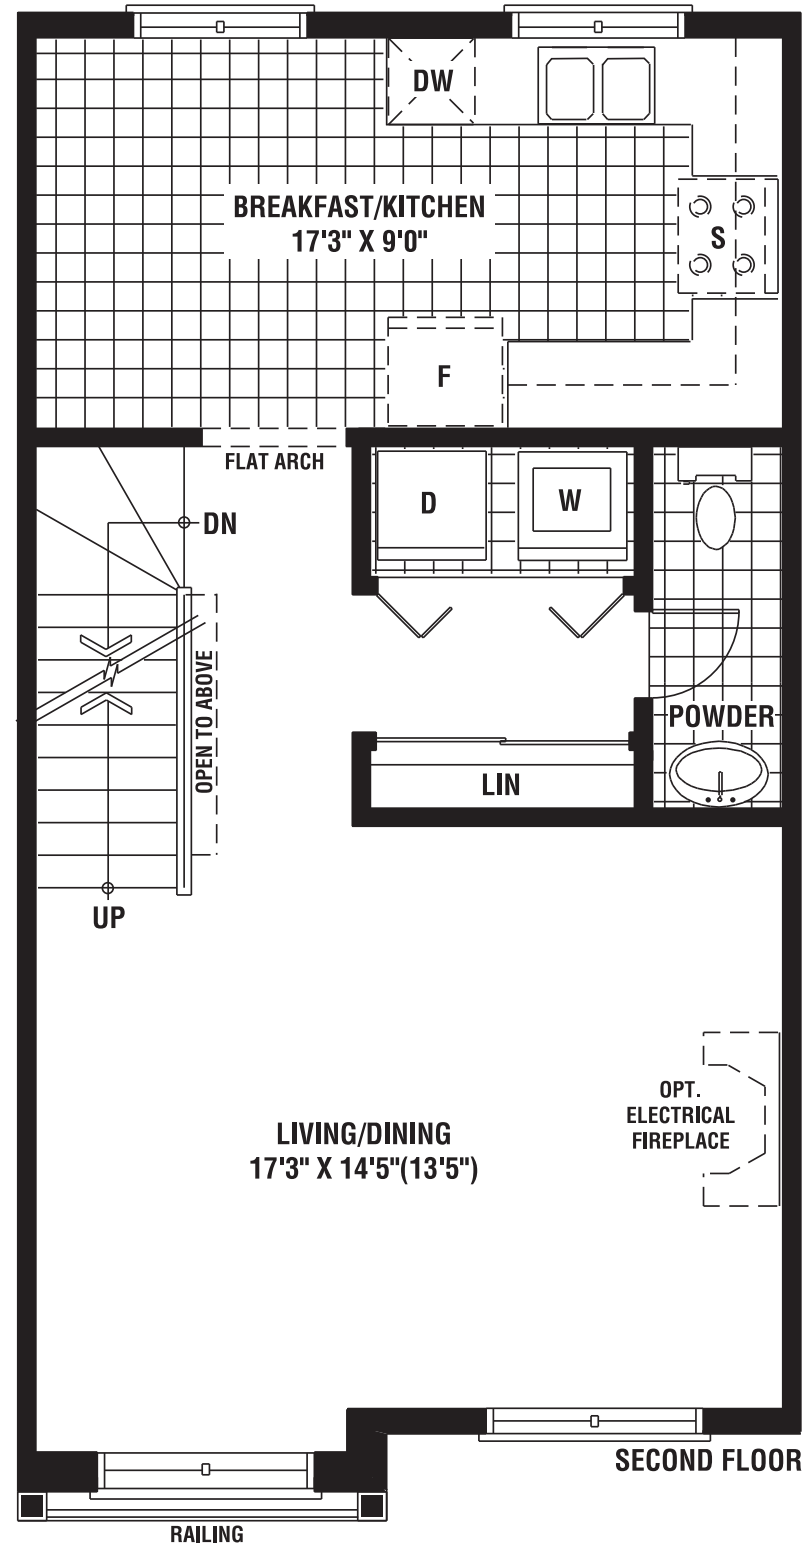 DW
BREAKFAST/KITCHEN
17'3" X 9'0"
S
F
FLAT ARCH
D
W
DN
OPEN TO ABOVE
POWDER
LIN
UP
OPT.
ELECTRICAL
FIREPLACE
LIVING/DINING
17'3" X 14'5"(13'5")
SECOND FLOOR
RAILING